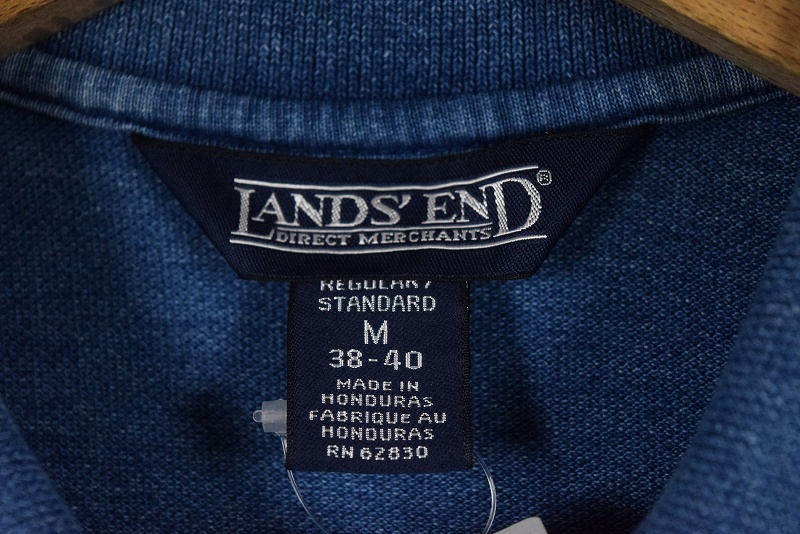 LANDS' END®
DIRECT MERCHANTS
REGULAR/
STANDARD
M
38-40
MADE IN
HONDURAS
FABRIQUE AU
HONDURAS
RN 62830